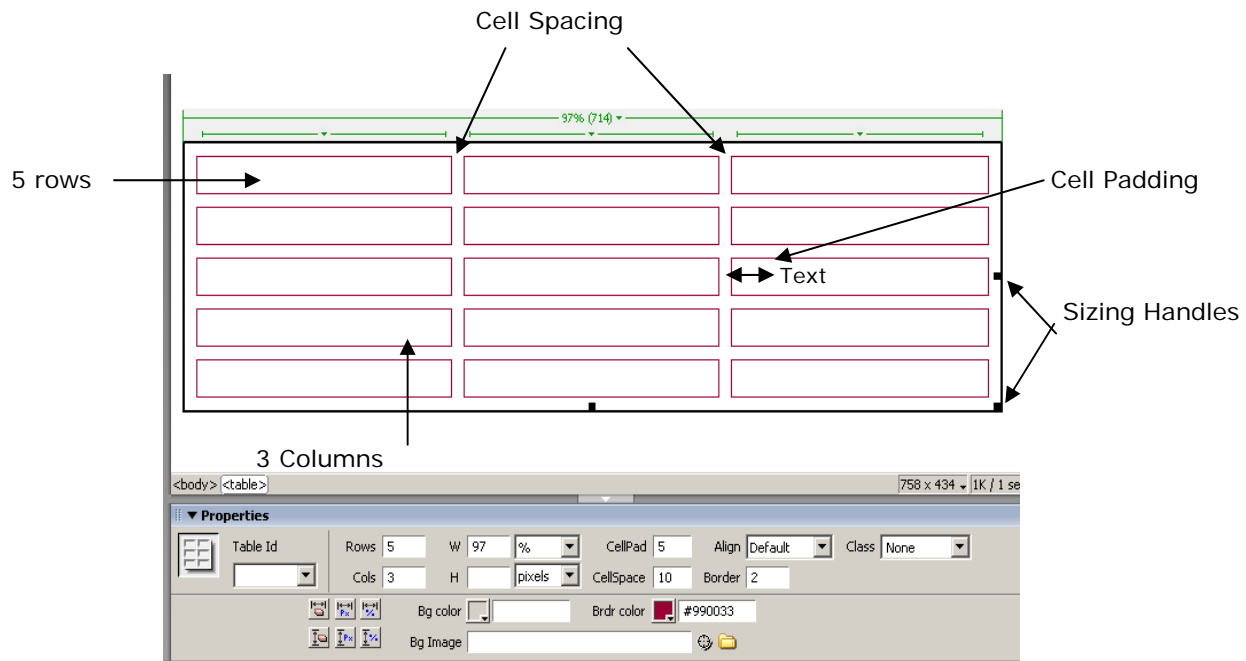 Cell Spacing
97% (714)
5 rows
Cell Padding
Text
Sizing Handles
3 Columns
<body> <table>
758 x 434 1K / 1 se
Properties
Table Id Rows 5 W 97 % CellPad 5 Align Default Class None
Cols 3 H pixels CellSpace 10 Border 2
Bg color Brdr color #990033
Bg Image